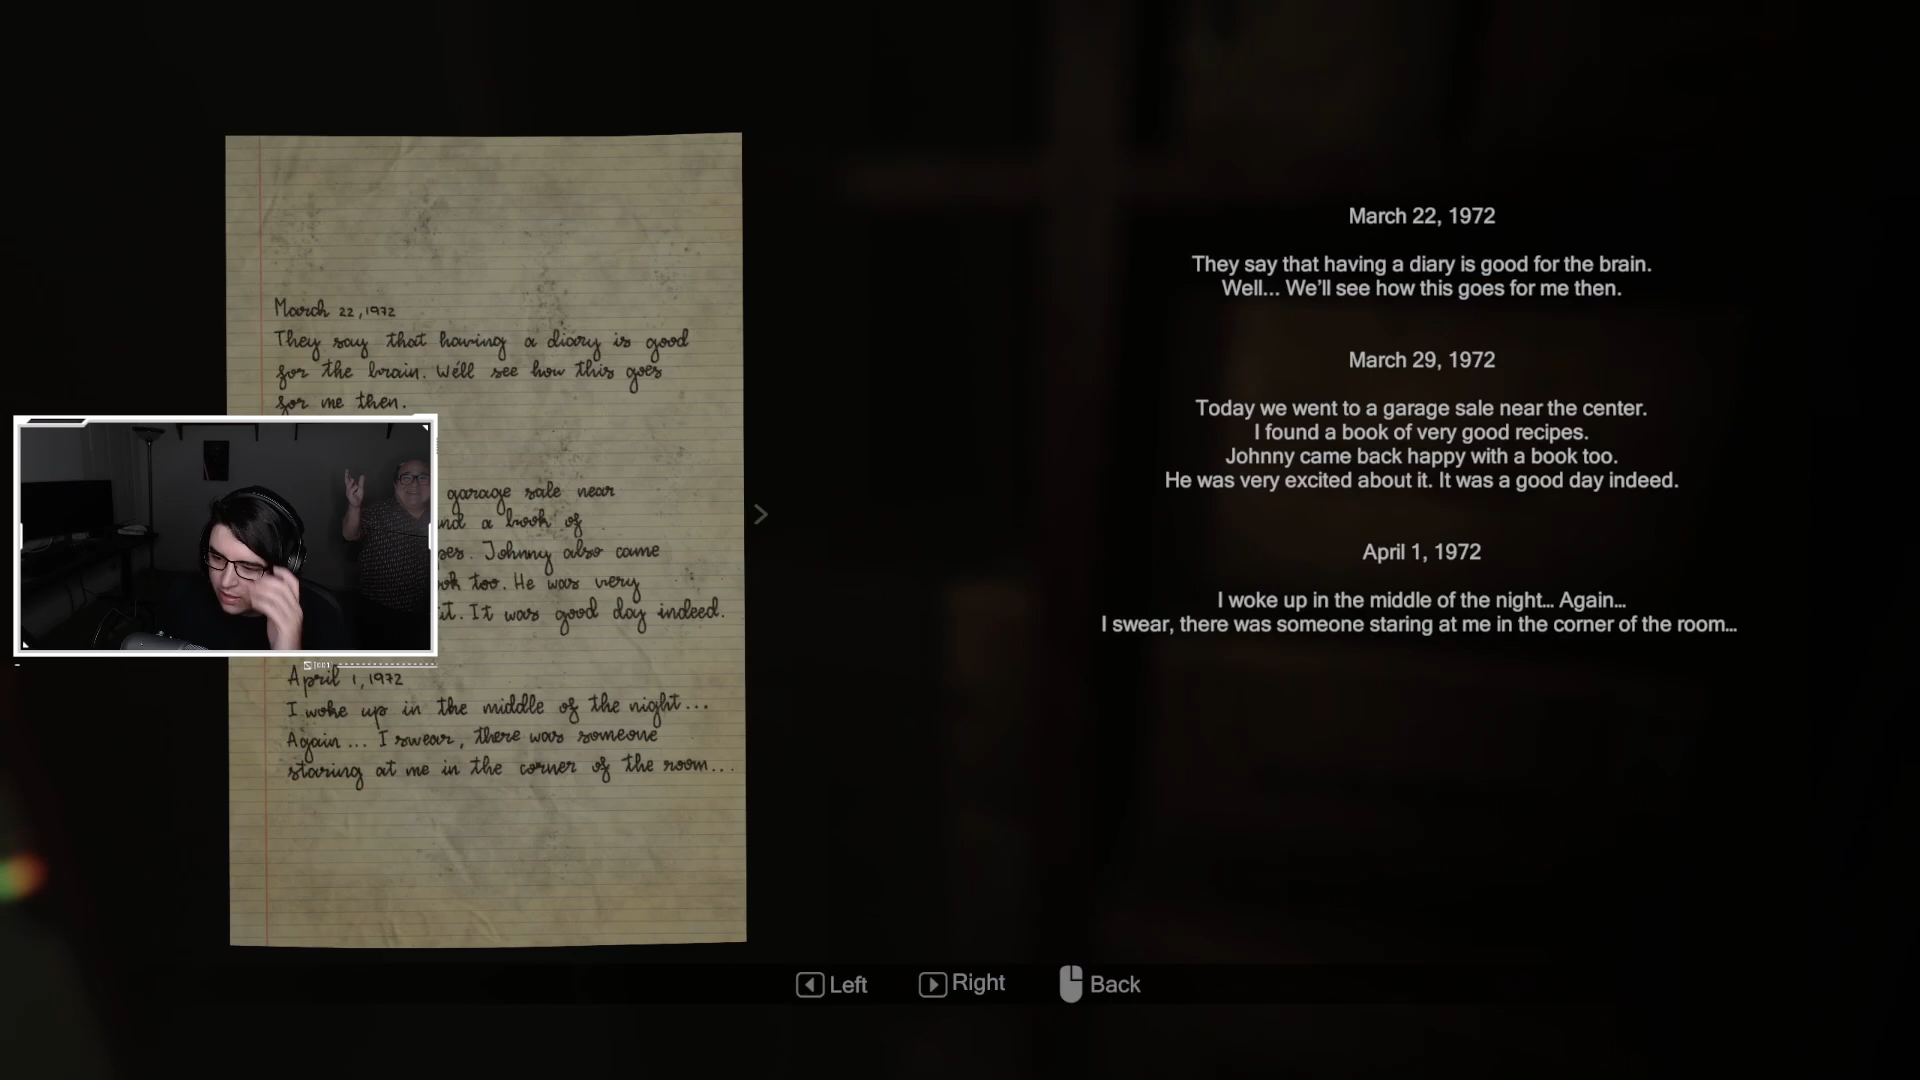 March 22, 1972
They say that having a diary is good
for the brain. We'll see how this goes
for me then.
garage sale near
a book of
Johnny also came
too. He was very
it. It was good day indeed.
April 1, 1972
I woke up in the middle of the night...
Again... I swear, there was someone
staring at me in the corner of the room...
March 22, 1972
They say that having a diary is good for the brain.
Well... We'll see how this goes for me then.
March 29, 1972
Today we went to a garage sale near the center.
I found a book of very good recipes.
Johnny came back happy with a book too.
He was very excited about it. It was a good day indeed.
April 1, 1972
I woke up in the middle of the night... Again...
I swear, there was someone staring at me in the corner of the room...
Left
Right
Back